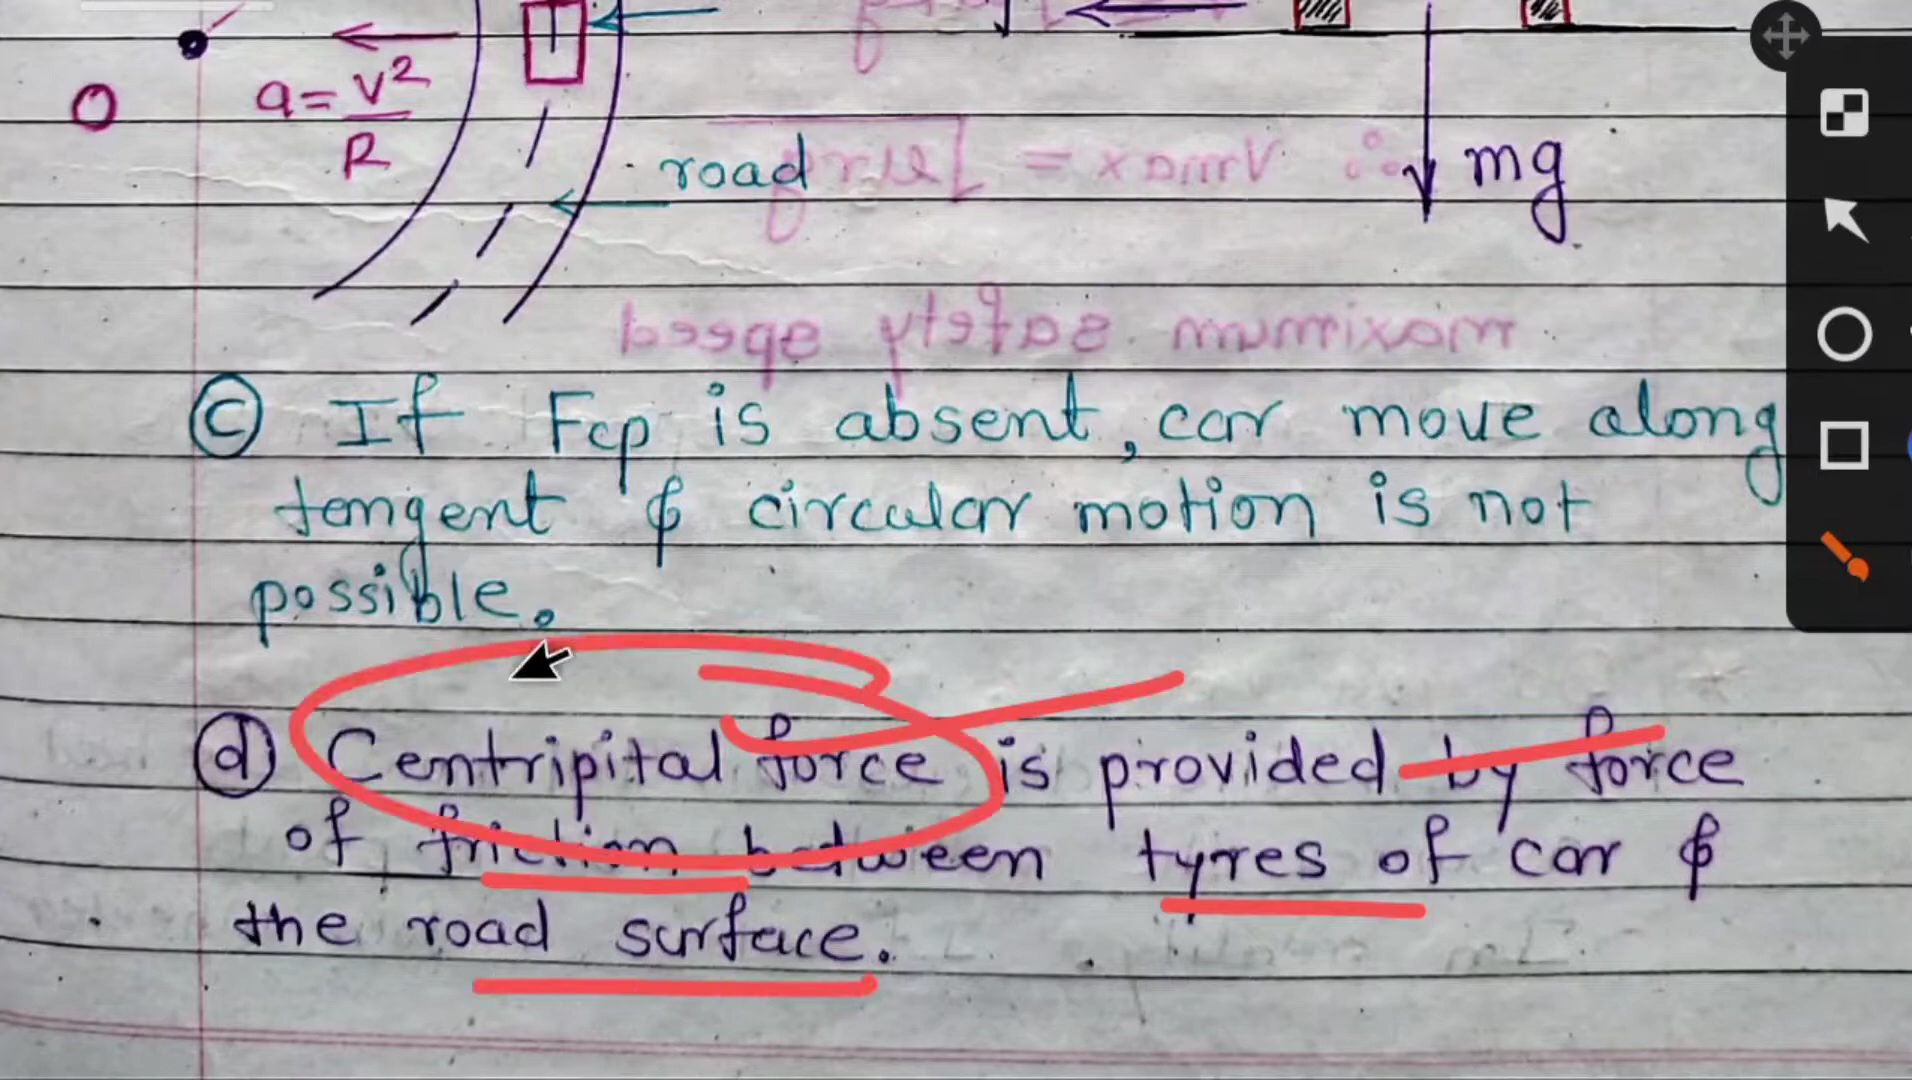 O
a = v²/R
road
mg
(c) If Fcp is absent, car move along
tangent & circular motion is not
possible.
(d) Centripital force is provided by force
of friction between tyres of car &
the road surface.